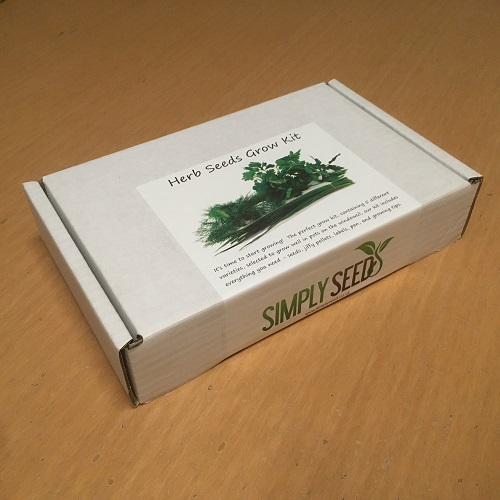 Herb Seeds Grow Kit
It's time to start growing! The perfect grow kit, containing 5 different
varieties, selected to grow well in pots on the windowsill, our kit includes
everything you need - seeds, jiffy pellets, labels, pen, and growing tips.
SIMPLY SEEDS